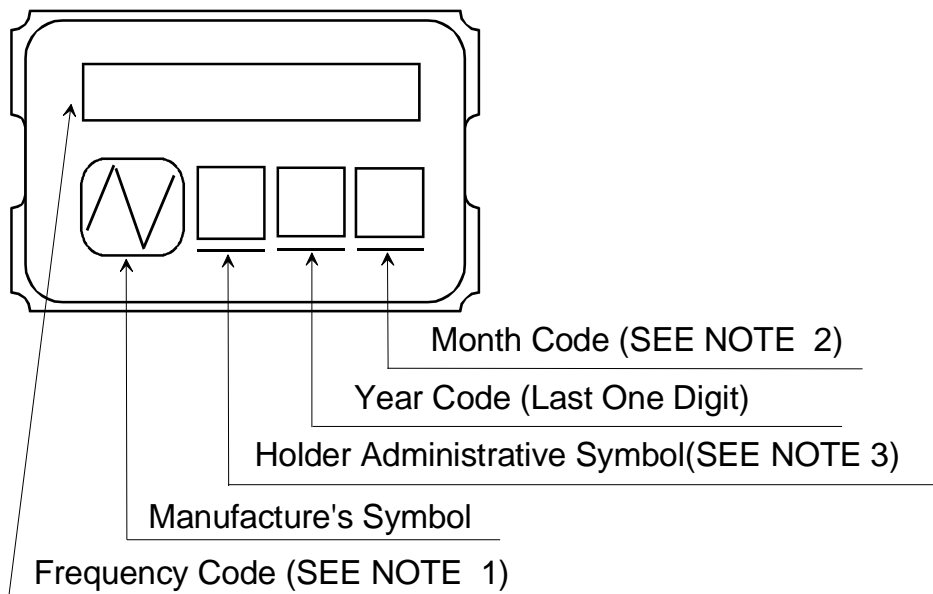 Month Code (SEE NOTE 2)
Year Code (Last One Digit)
Holder Administrative Symbol(SEE NOTE 3)
Manufacture's Symbol
Frequency Code (SEE NOTE 1)